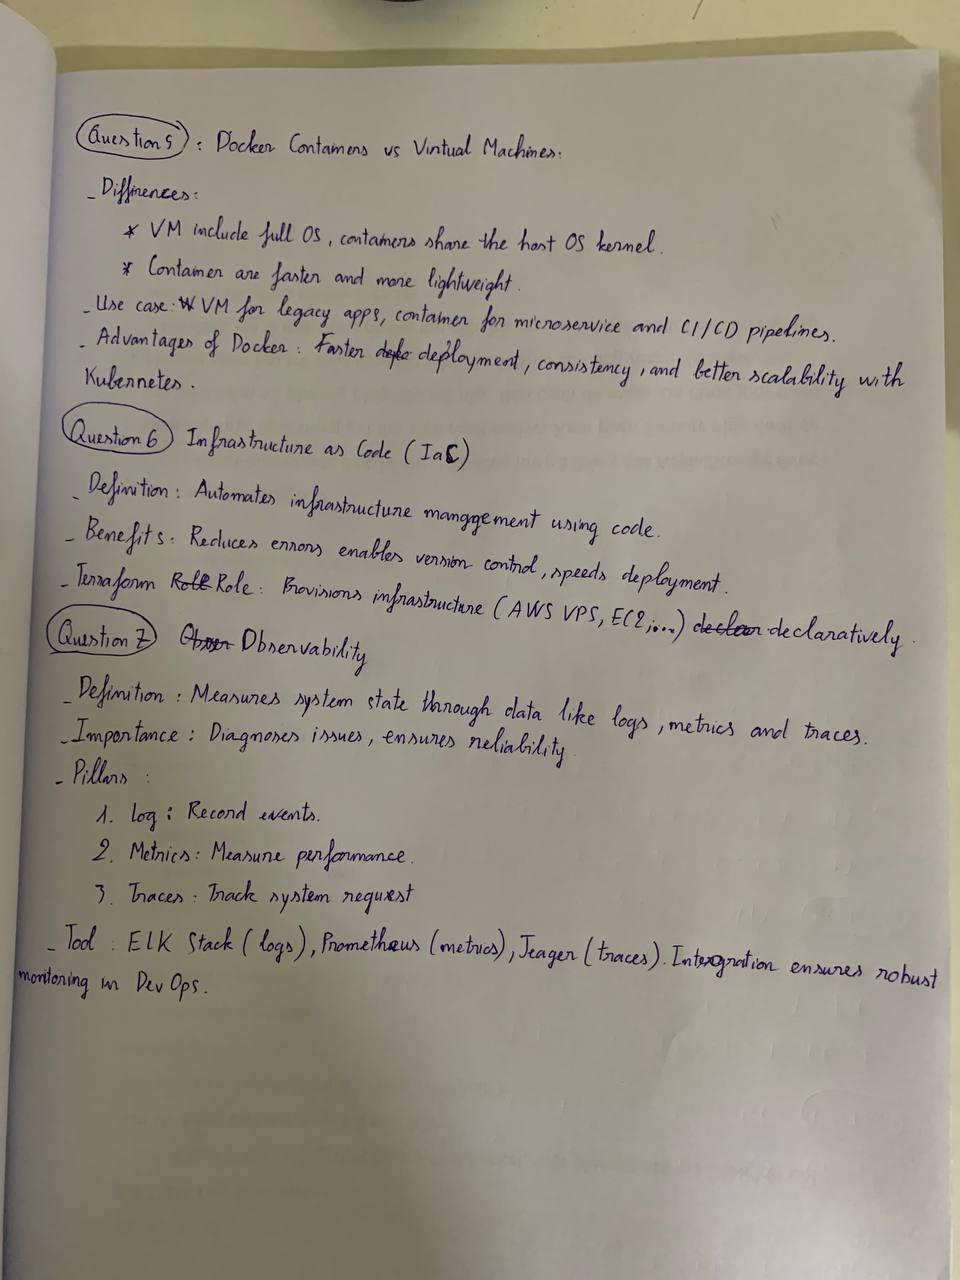 Question 5 : Docker Containers vs Virtual Machines:
- Diffirences:
* VM include full OS, containers share the host OS kernel.
* Container are faster and more lightweight.
- Use case: VM for legacy apps, container for microservice and CI/CD pipelines.
- Advantages of Docker : Faster deployment, consistency, and better scalability with
Kubernetes.
Question 6 Infrastructure as Code (IaC)
- Definition : Automates infrastructure management using code.
- Benefits : Reduces errors enables version control, speeds deployment.
- Terraform Role : Provisions infrastructure (AWS VPS, EC2,...) declaratively.
Question 7 Observability
- Definition : Measures system state through data like logs, metrics and traces.
- Importance : Diagnoses issues, ensures reliability.
- Pillars :
1. Log : Record events.
2. Metrics : Measure performance.
3. Traces : Track system request
- Tool : ELK Stack (logs), Prometheus (metrics), Jeager (traces). Intergration ensures robust
monitoring in DevOps.